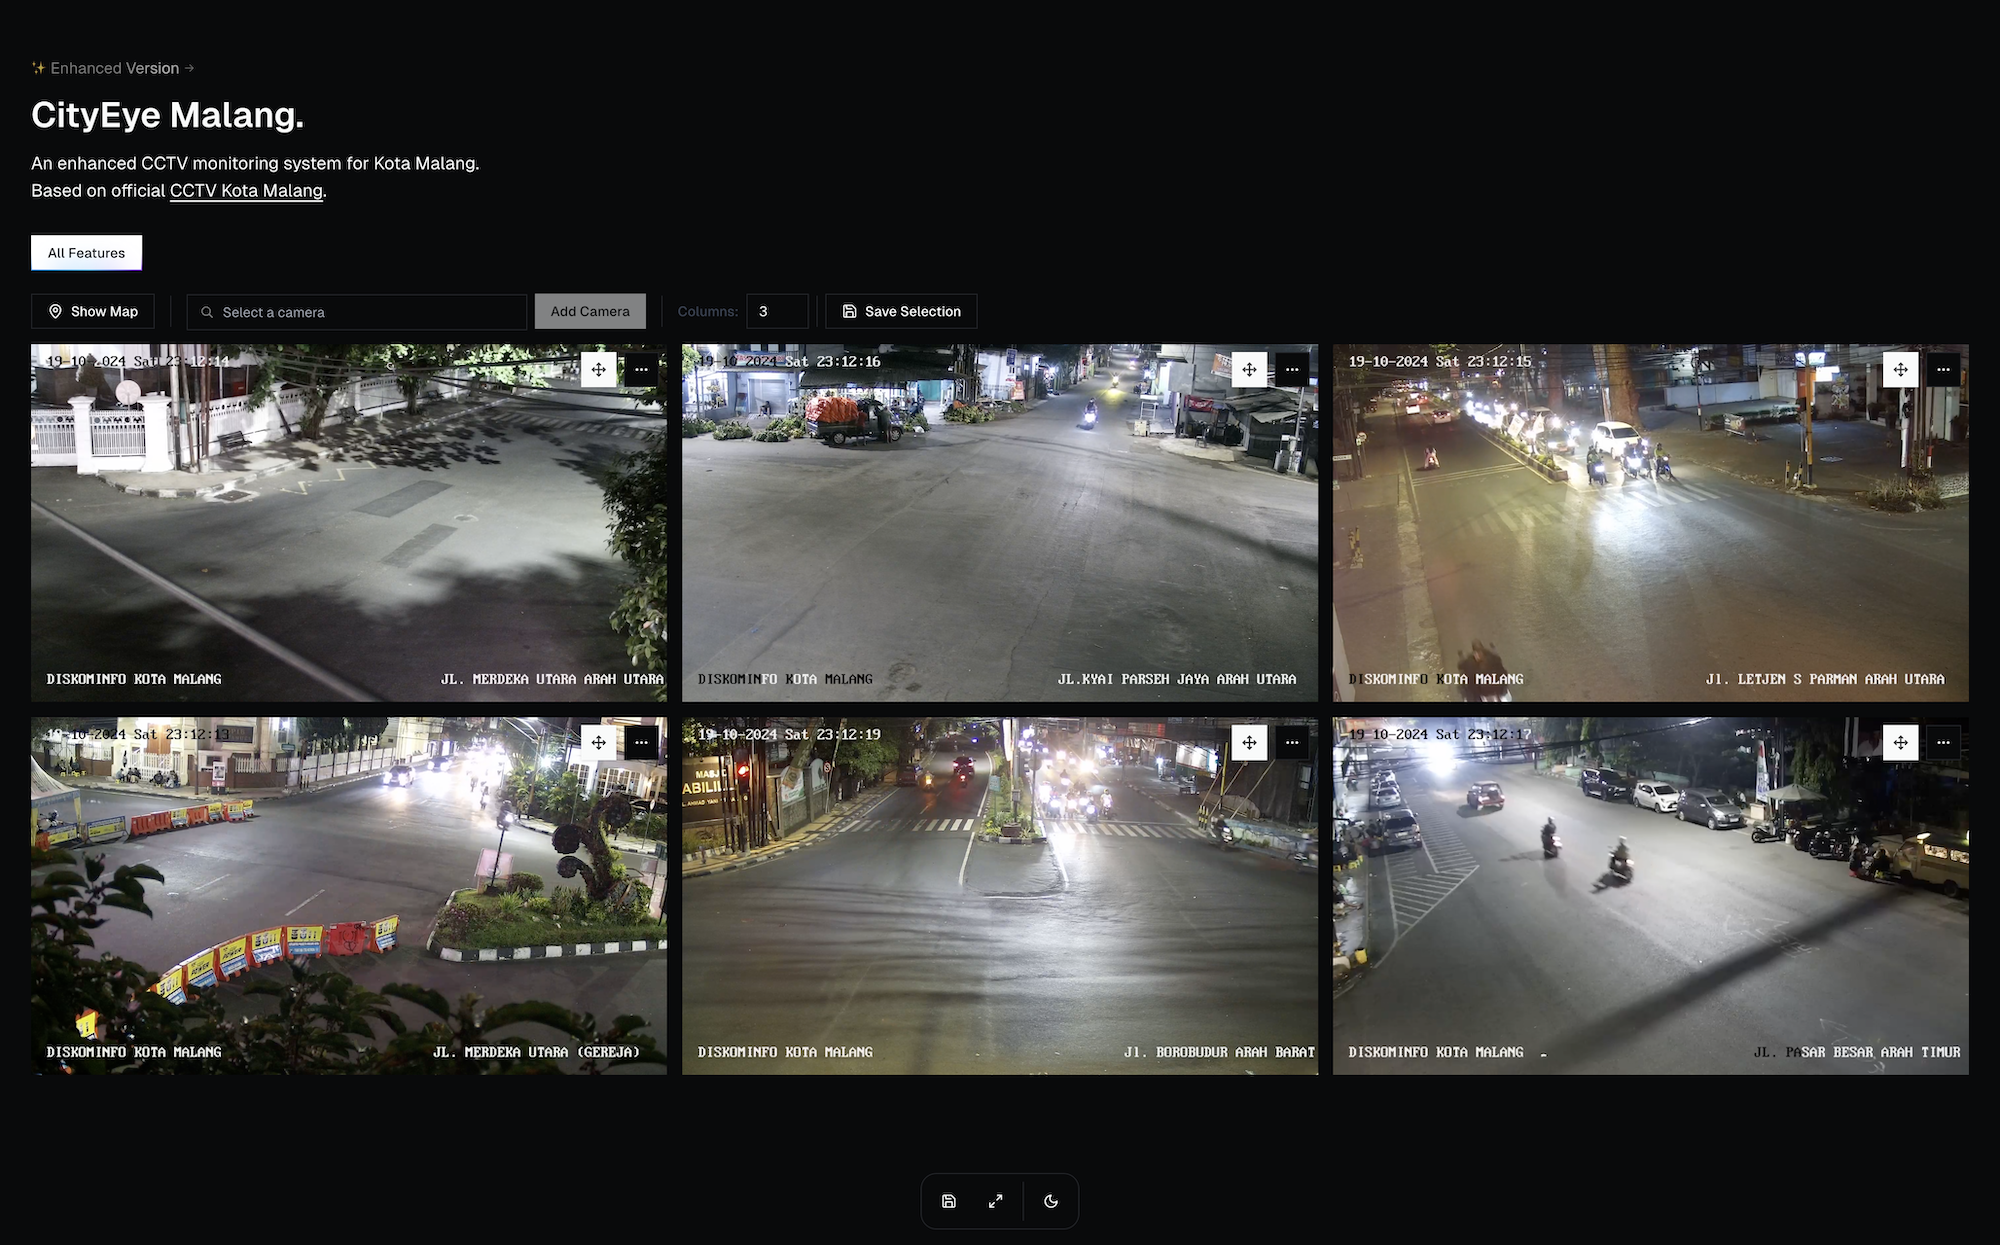 ✨ Enhanced Version →
CityEye Malang.
An enhanced CCTV monitoring system for Kota Malang.
Based on official CCTV Kota Malang.
All Features
Show Map
Select a camera
Add Camera
Columns:
3
Save Selection
19-10-2024 Sat 23:12:14
DISKOMINFO KOTA MALANG
JL. MERDEKA UTARA ARAH UTARA
19-10-2024 Sat 23:12:16
DISKOMINFO KOTA MALANG
JL.KYAI PARSEH JAYA ARAH UTARA
19-10-2024 Sat 23:12:15
DISKOMINFO KOTA MALANG
Jl. LETJEN S PARMAN ARAH UTARA
19-10-2024 Sat 23:12:13
DISKOMINFO KOTA MALANG
JL. MERDEKA UTARA (GEREJA)
19-10-2024 Sat 23:12:19
DISKOMINFO KOTA MALANG
Jl. BOROBUDUR ARAH BARAT
19-10-2024 Sat 23:12:17
DISKOMINFO KOTA MALANG -
JL. PASAR BESAR ARAH TIMUR